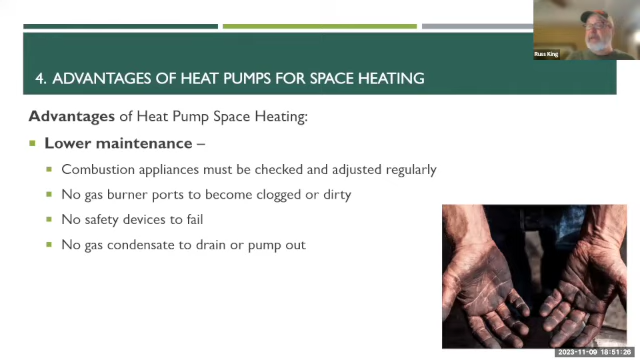 4. ADVANTAGES OF HEAT PUMPS FOR SPACE HEATING
Russ King
Advantages of Heat Pump Space Heating:
Lower maintenance –
Combustion appliances must be checked and adjusted regularly
No gas burner ports to become clogged or dirty
No safety devices to fail
No gas condensate to drain or pump out
2023-11-09 18:51:26